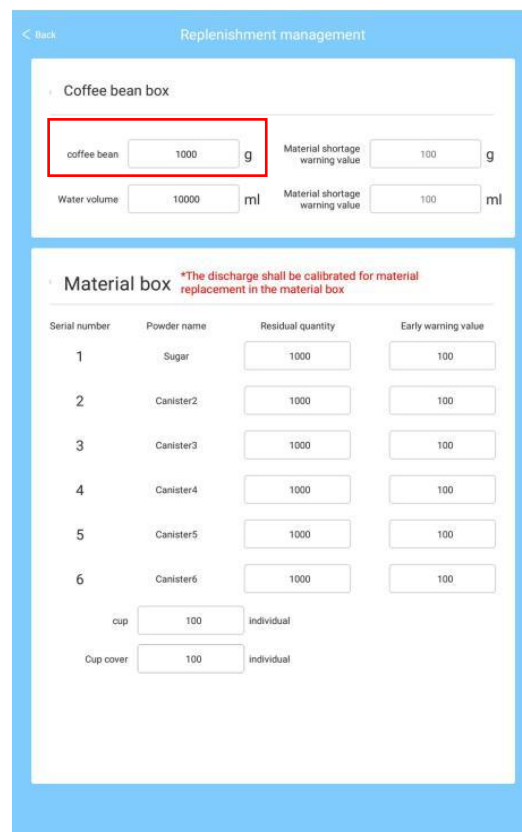 < Back Replenishment management
Coffee bean box
coffee bean 1000 g Material shortage warning value 100 g
Water volume 10000 ml Material shortage warning value 100 ml
Material box *The discharge shall be calibrated for material replacement in the material box
Serial number Powder name Residual quantity Early warning value
1 Sugar 1000 100
2 Canister2 1000 100
3 Canister3 1000 100
4 Canister4 1000 100
5 Canister5 1000 100
6 Canister6 1000 100
cup 100 individual
Cup cover 100 individual